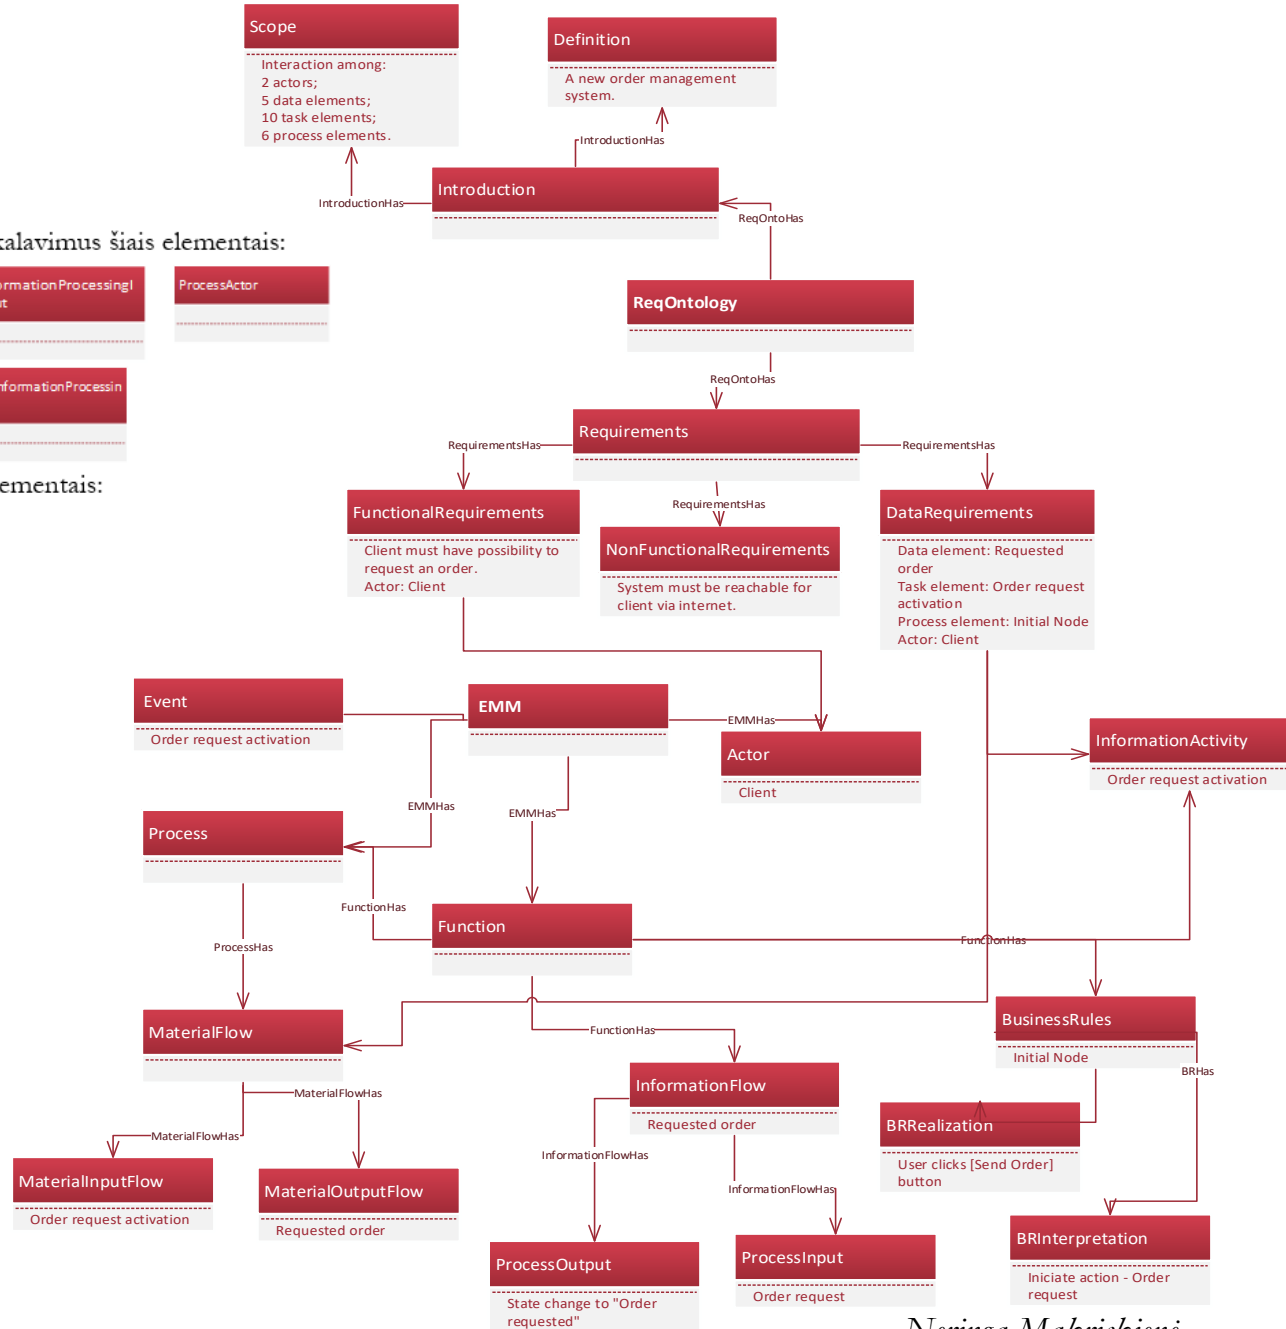 Scope
Interaction among:
2 actors;
5 data elements;
10 task elements;
6 process elements.
Definition
A new order management
system.
IntroductionHas
IntroductionHas
Introduction
ReqOntoHas
kalavimus šiais elementais:
ormationProcessingI
ut
ProcessActor
nformationProcessin
ementais:
ReqOntology
ReqOntoHas
Requirements
RequirementsHas
RequirementsHas
RequirementsHas
FunctionalRequirements
Client must have possibility to
request an order.
Actor: Client
NonFunctionalRequirements
System must be reachable for
client via internet.
DataRequirements
Data element: Requested
order
Task element: Order request
activation
Process element: Initial Node
Actor: Client
Event
Order request activation
EMM
EMMHas
Actor
Client
InformationActivity
Order request activation
EMMHas
EMMHas
Process
FunctionHas
Function
FunctionHas
ProcessHas
MaterialFlow
FunctionHas
BusinessRules
Initial Node
BRHas
MaterialFlowHas
MaterialFlowHas
InformationFlow
Requested order
BRRealization
User clicks [Send Order]
button
MaterialInputFlow
Order request activation
MaterialOutputFlow
Requested order
InformationFlowHas
InformationFlowHas
ProcessOutput
State change to "Order
requested"
ProcessInput
Order request
BRInterpretation
Iniciate action - Order
request